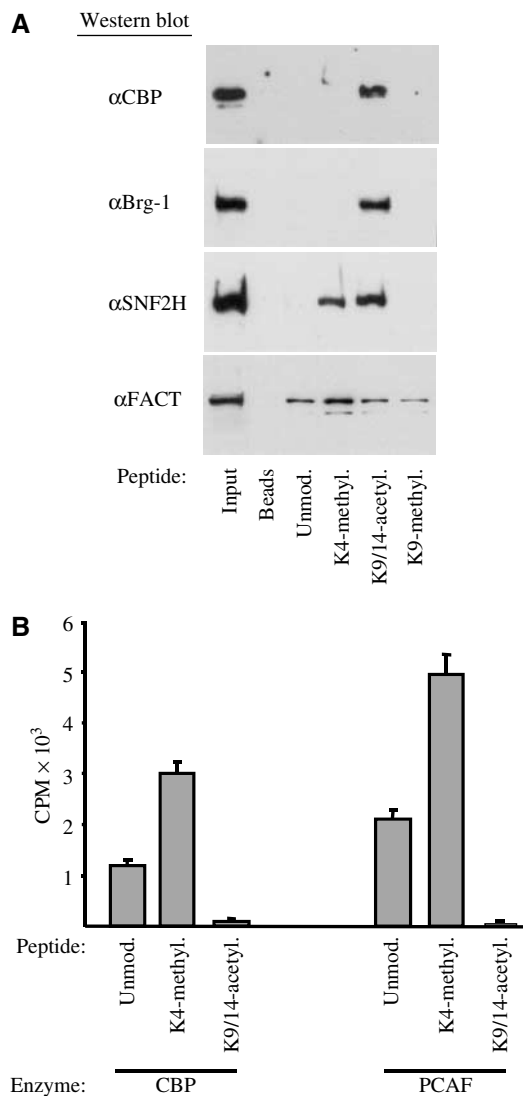 A
Western blot
αCBP
αBrg-1
αSNF2H
αFACT
Peptide:
Input
Beads
Unmod.
K4-methyl.
K9/14-acetyl.
K9-methyl.
B
6
5
3
2
1
CPM × 10³
Peptide:
Unmod.
K4-methyl.
K9/14-acetyl.
Unmod.
K4-methyl.
K9/14-acetyl.
Enzyme:
CBP
PCAF